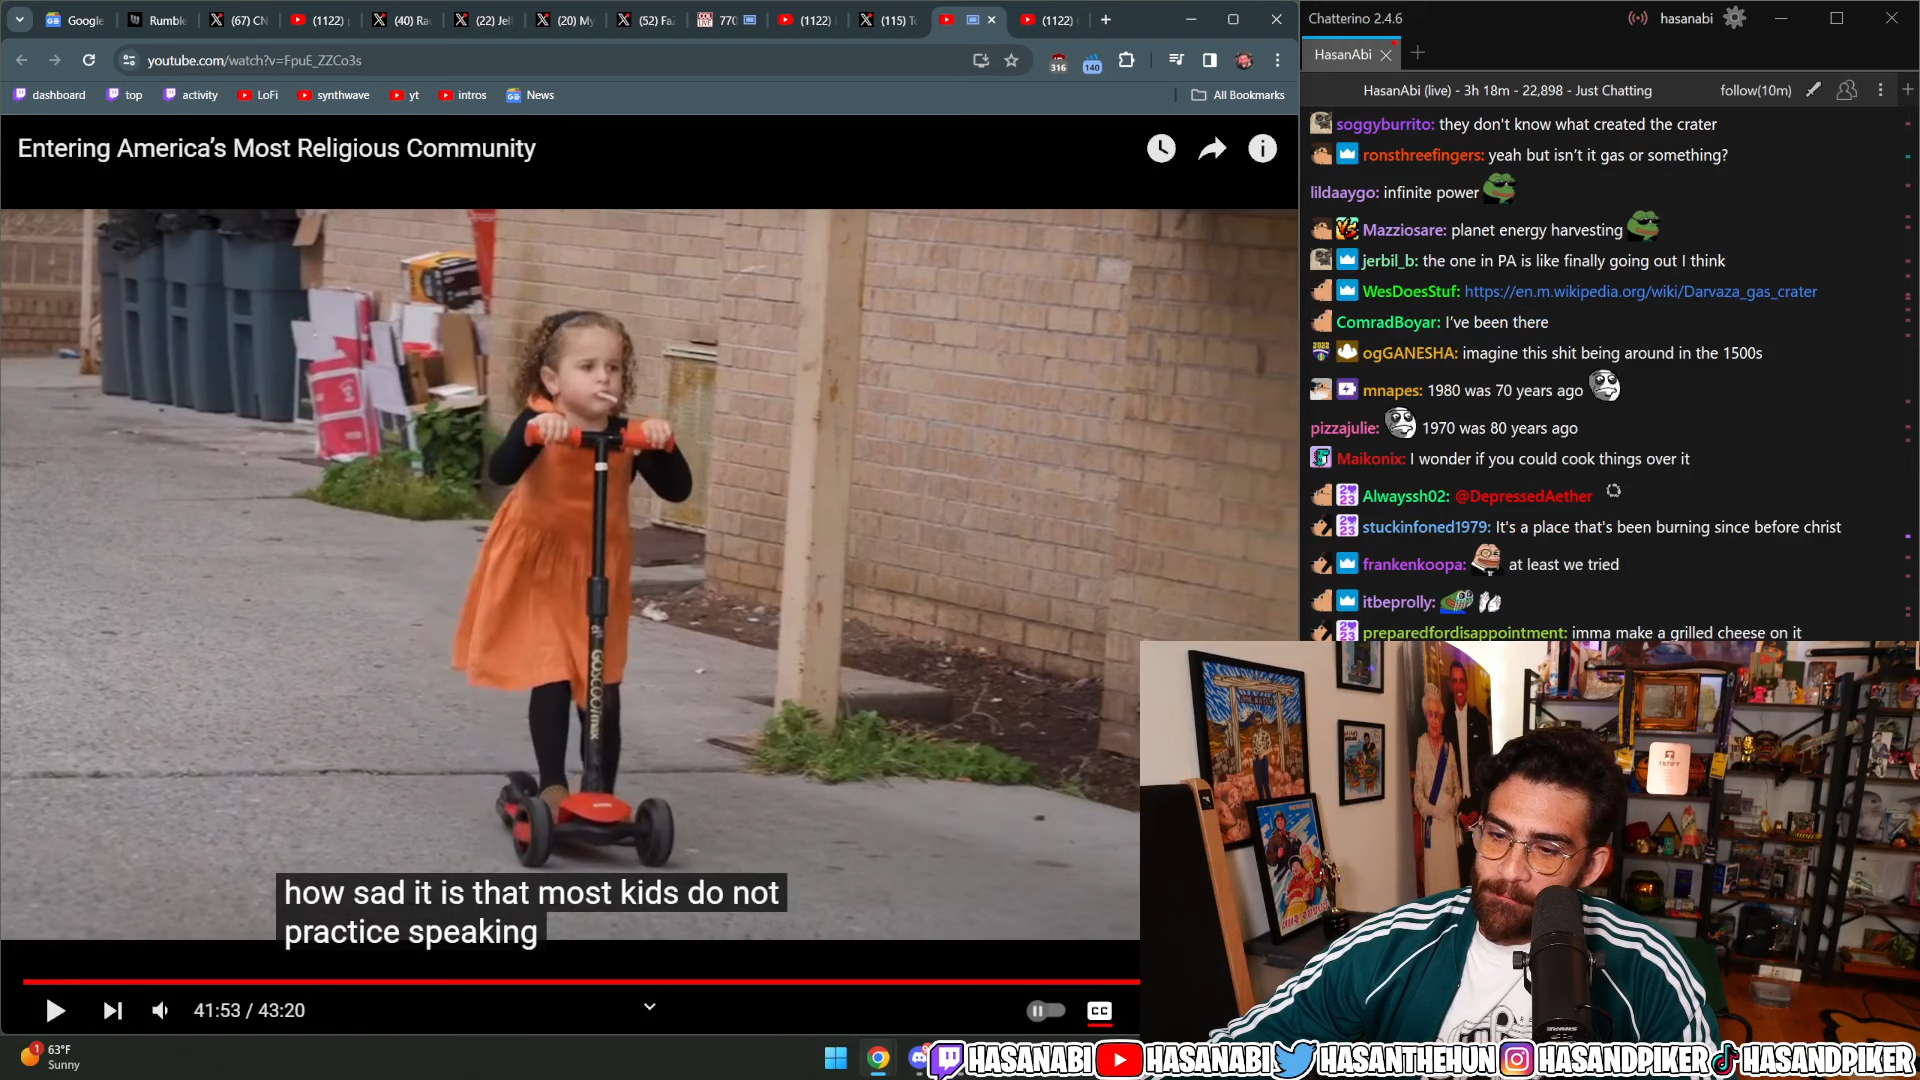 Google
Rumble
(67) CN
(1122)
(40) Ra
(22) Jell
(20) My
(52) Fa
770
(1122)
(115) T
(1122)
youtube.com/watch?v=FpuE_ZZCo3s
316
140
dashboard
top
activity
LoFi
synthwave
yt
intros
News
All Bookmarks
Entering America's Most Religious Community
how sad it is that most kids do not
practice speaking
41:53 / 43:20
CC
1
63°F
Sunny
Chatterino 2.4.6
hasanabi
HasanAbi
HasanAbi (live) - 3h 18m - 22,898 - Just Chatting
follow(10m)
soggyburrito: they don't know what created the crater
ronsthreefingers: yeah but isn't it gas or something?
lildaaygo: infinite power
Mazziosare: planet energy harvesting
jerbil_b: the one in PA is like finally going out I think
WesDoesStuf: https://en.m.wikipedia.org/wiki/Darvaza_gas_crater
ComradBoyar: I've been there
ogGANESHA: imagine this shit being around in the 1500s
mnapes: 1980 was 70 years ago
pizzajulie: 1970 was 80 years ago
Maikonix: I wonder if you could cook things over it
Alwayssh02: @DepressedAether
stuckinfoned1979: It's a place that's been burning since before christ
frankenkoopa: at least we tried
itbeprolly:
preparedfordisappointment: imma make a grilled cheese on it
TILTIFY
HASANABI
HASANABI
HASANTHEHUN
HASANDPIKER
HASANDPIKER